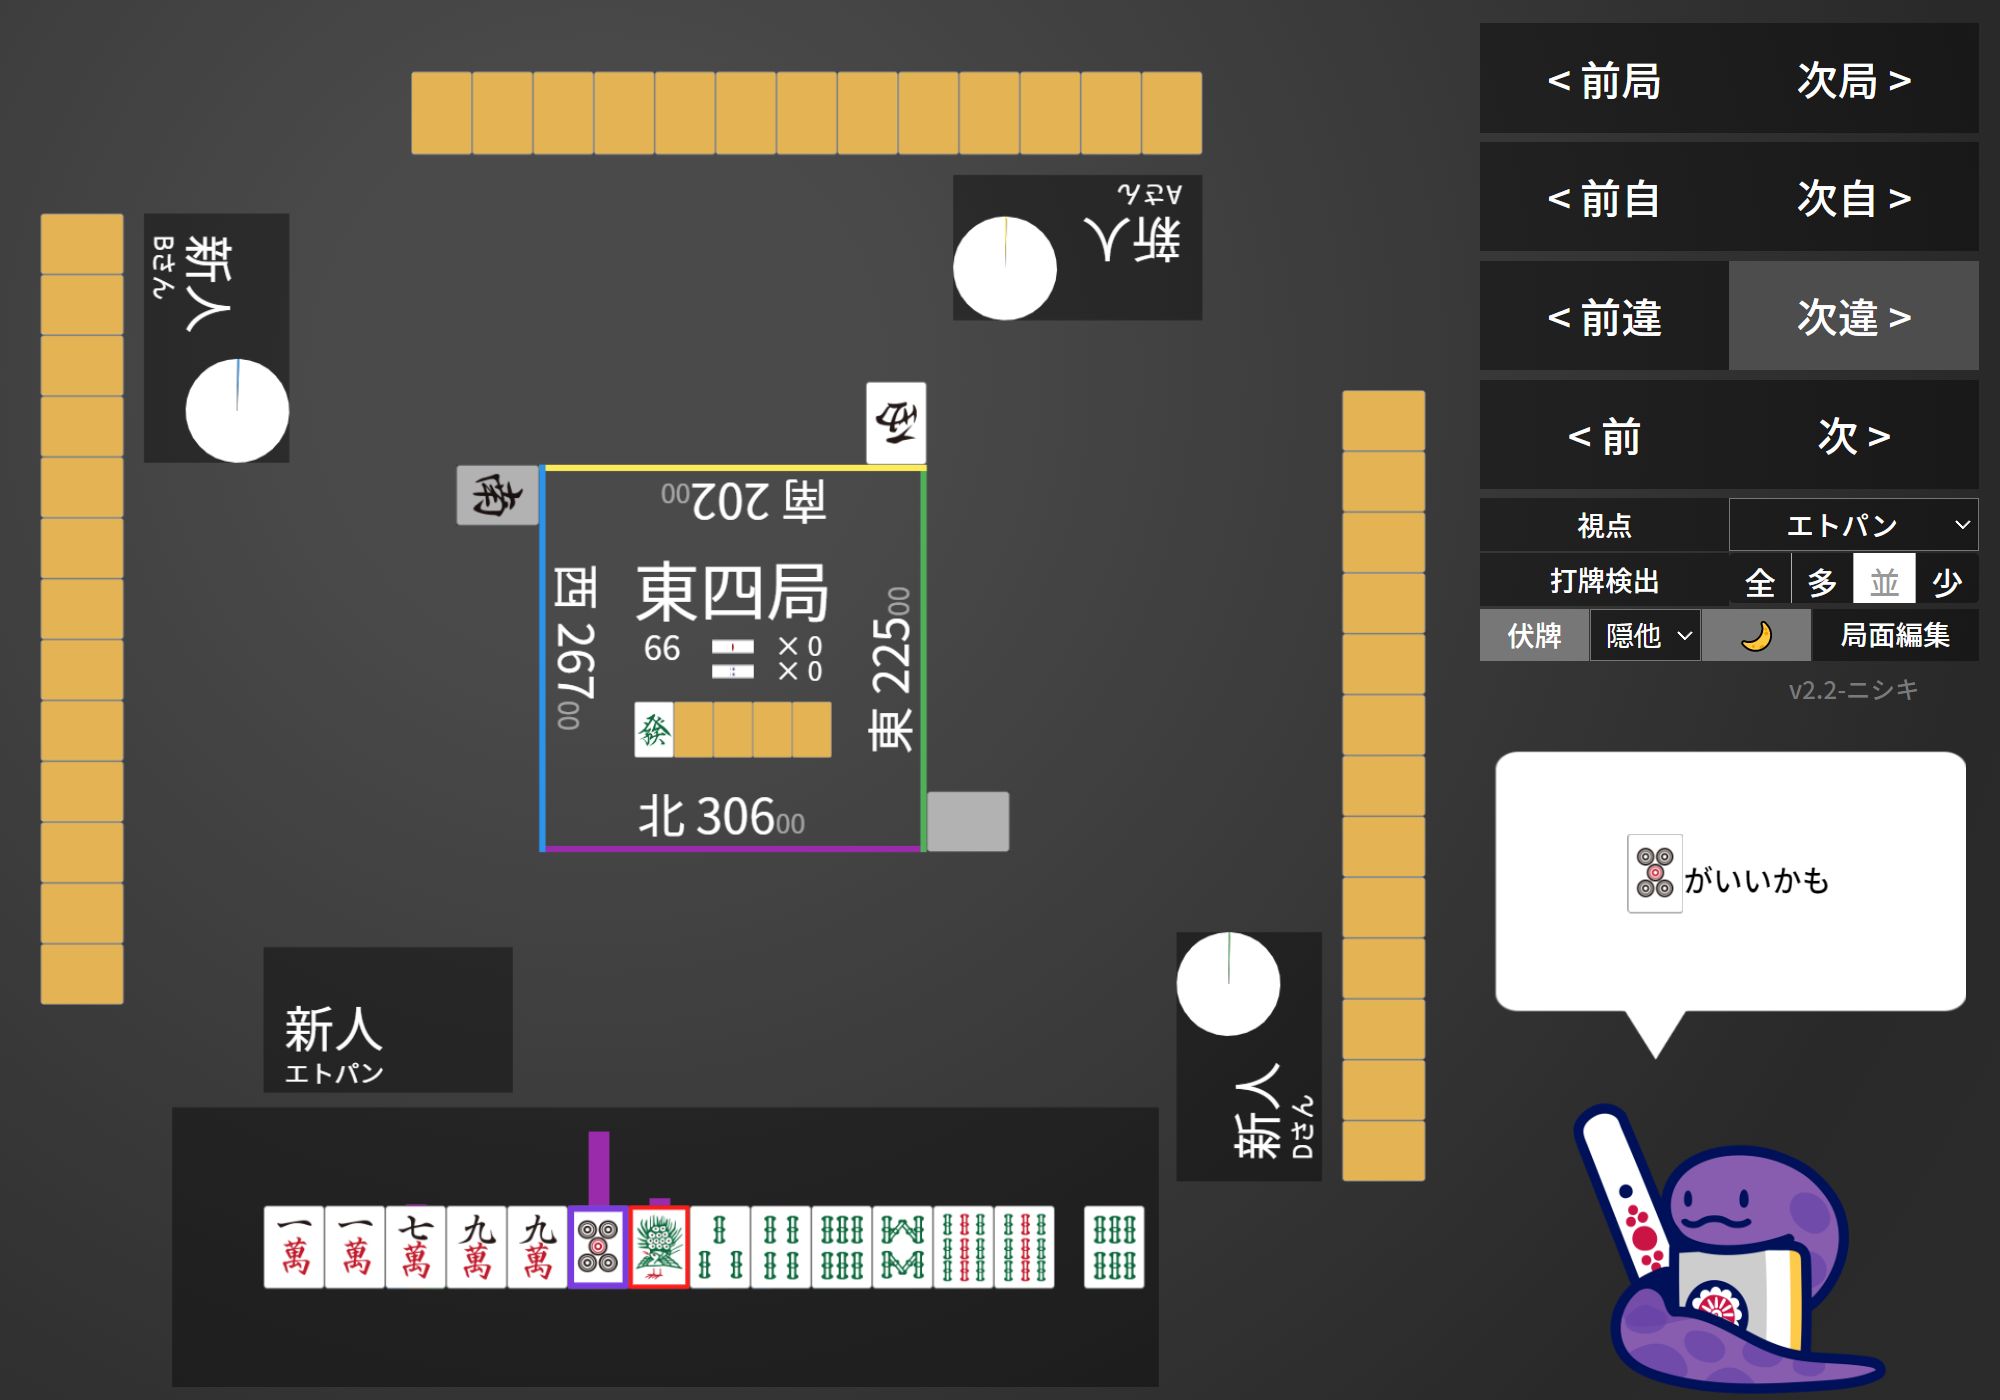 < 前局
次局 >
< 前自
次自 >
< 前違
次違 >
< 前
次 >
視点
エトパン
打牌検出
全
多
並
少
伏牌
隠他
局面編集
v2.2-ニシキ
がいいかも
新人
Aさん
新人
Bさん
西
南
南 20200
西 26700
東四局
66
× 0
× 0
東 22500
發
北 30600
新人
エトパン
新人
Dさん
一萬
一萬
七萬
九萬
九萬